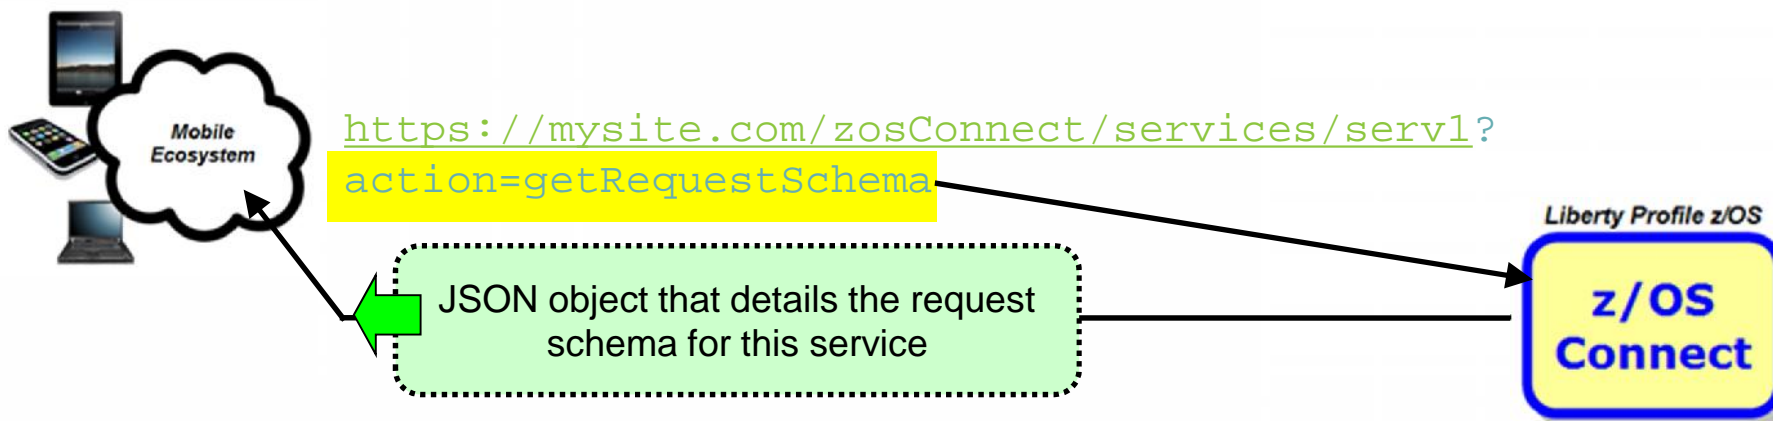 Mobile
Ecosystem
https://mysite.com/zosConnect/services/serv1?
action=getRequestSchema
Liberty Profile z/OS
JSON object that details the request
schema for this service
z/OS
Connect